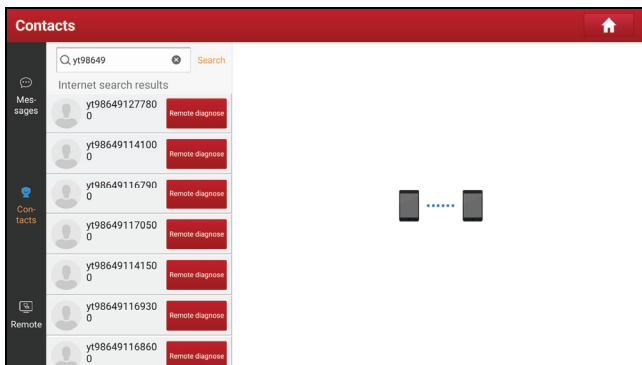 Contacts
yt98649
Search
Internet search results
Mes-
sages
Con-
tacts
Remote
yt98649127780
0
Remote diagnose
yt98649114100
0
Remote diagnose
yt98649116790
0
Remote diagnose
yt98649117050
0
Remote diagnose
yt98649114150
0
Remote diagnose
yt98649116930
0
Remote diagnose
yt98649116860
0
Remote diagnose